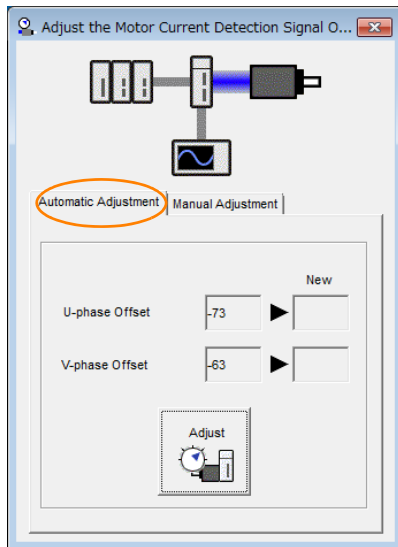 Adjust the Motor Current Detection Signal O...
Automatic Adjustment
Manual Adjustment
New
U-phase Offset
-73
V-phase Offset
-63
Adjust